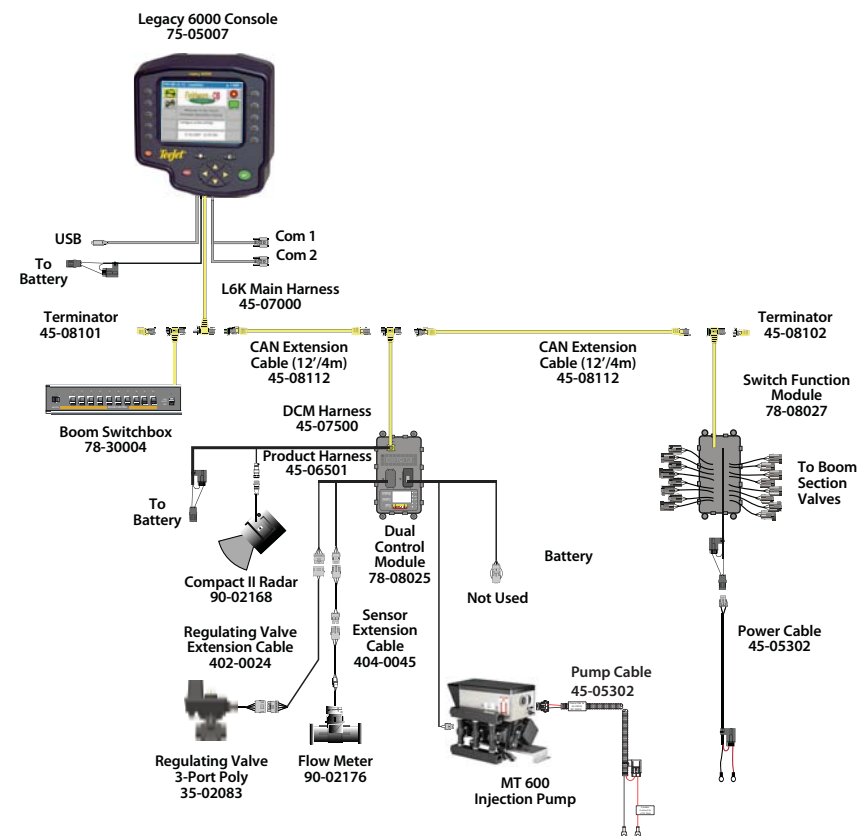 Legacy 6000 Console
75-05007
TeeJet
USB
Com 1
Com 2
To
Battery
L6K Main Harness
45-07000
Terminator
45-08101
Terminator
45-08102
CAN Extension
Cable (12’/4m)
45-08112
CAN Extension
Cable (12’/4m)
45-08112
Switch Function
Module
78-08027
DCM Harness
45-07500
Boom Switchbox
78-30004
Product Harness
45-06501
To Boom
Section
Valves
To
Battery
Dual
Control
Module
78-08025
Battery
Compact II Radar
90-02168
Not Used
Sensor
Extension
Cable
404-0045
Regulating Valve
Extension Cable
402-0024
Power Cable
45-05302
Pump Cable
45-05302
Regulating Valve
3-Port Poly
35-02083
Flow Meter
90-02176
MT 600
Injection Pump